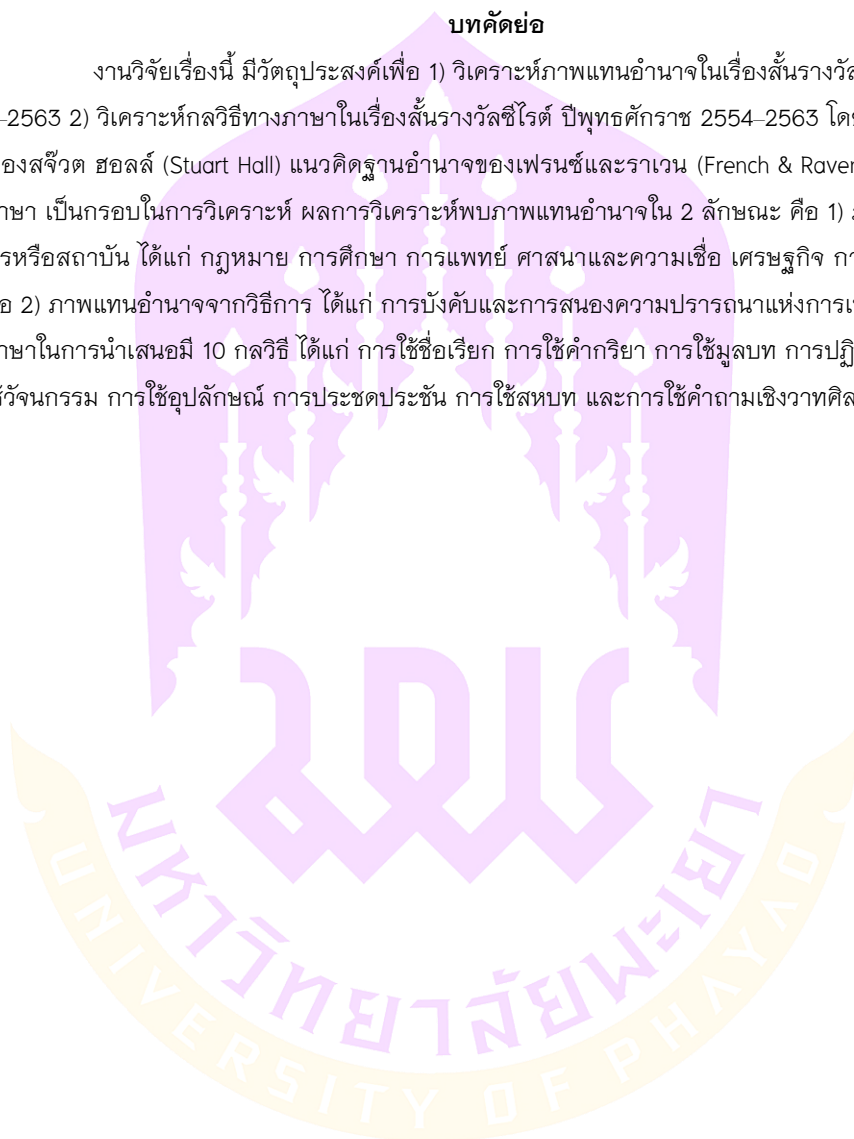 บทคัดย่อ
งานวิจัยเรื่องนี้ มีวัตถุประสงค์เพื่อ 1) วิเคราะห์ภาพแทนอำนาจในเรื่องสั้นรางวัล
–2563 2) วิเคราะห์กลวิธีทางภาษาในเรื่องสั้นรางวัลซีไรต์ ปีพุทธศักราช 2554–2563 โดย
องสจ๊วต ฮอลล์ (Stuart Hall) แนวคิดฐานอำนาจของเฟรนซ์และราเวน (French & Raven
าษา เป็นกรอบในการวิเคราะห์ ผลการวิเคราะห์พบภาพแทนอำนาจใน 2 ลักษณะ คือ 1)
รหรือสถาบัน ได้แก่ กฎหมาย การศึกษา การแพทย์ ศาสนาและความเชื่อ เศรษฐกิจ กา
อ 2) ภาพแทนอำนาจจากวิธีการ ได้แก่ การบังคับและการสนองความปรารถนาแห่งการเ
าษาในการนำเสนอมี 10 กลวิธี ได้แก่ การใช้ชื่อเรียก การใช้คำกริยา การใช้มูลบท การปฏิ
ช้วัจนกรรม การใช้อุปลักษณ์ การประชดประชัน การใช้สหบท และการใช้คำถามเชิงวาทศิล
มหาวิทยาลัยพะเยา
UNIVERSITY OF PHAYAO